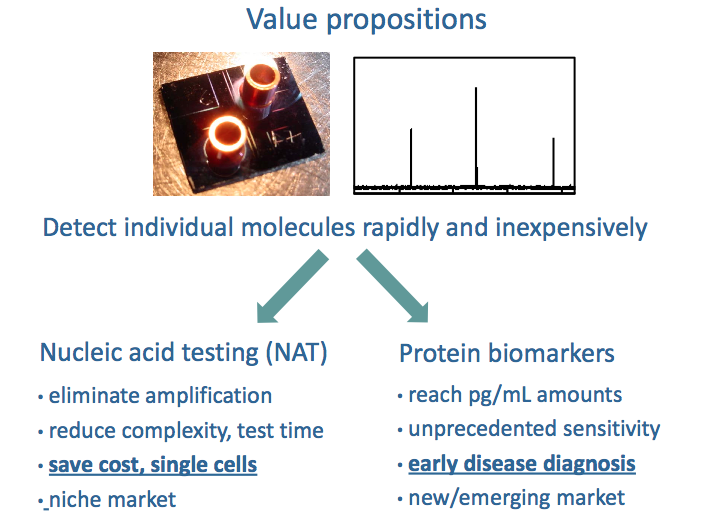 Value propositions
Detect individual molecules rapidly and inexpensively
Nucleic acid testing (NAT)
• eliminate amplification
• reduce complexity, test time
• save cost, single cells
• niche market
Protein biomarkers
• reach pg/mL amounts
• unprecedented sensitivity
• early disease diagnosis
• new/emerging market